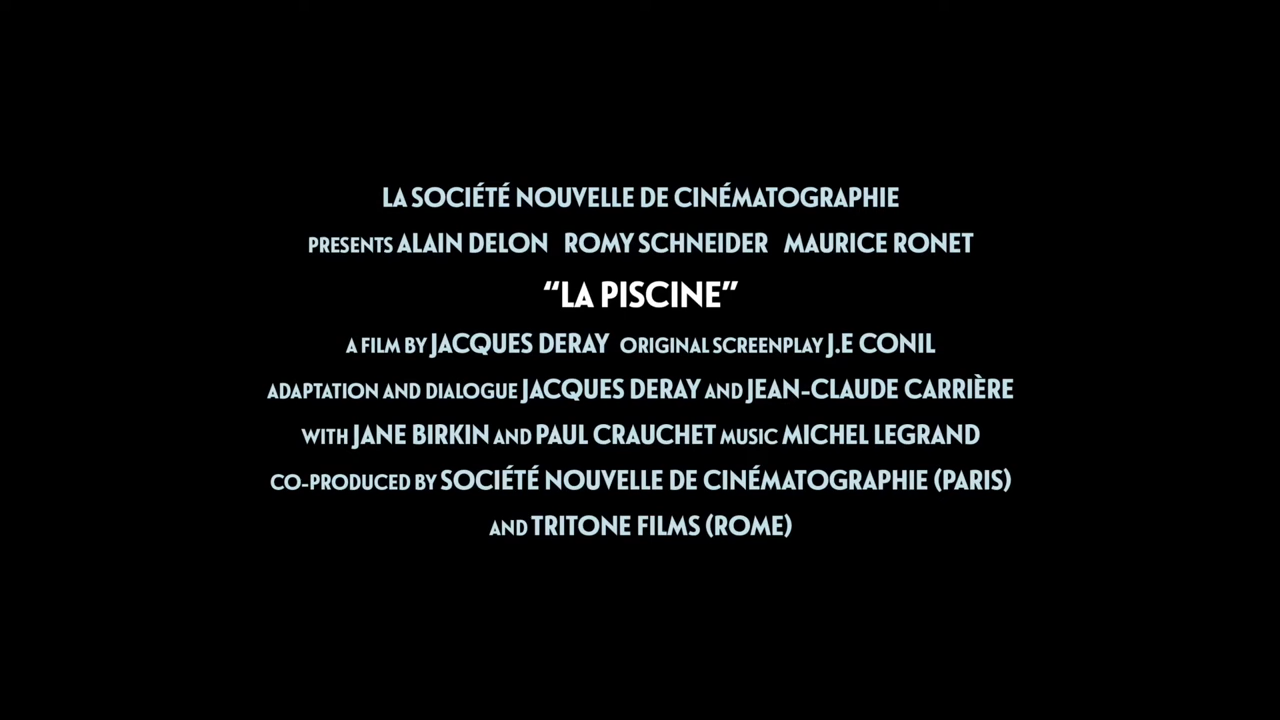 LA SOCIÉTÉ NOUVELLE DE CINÉMATOGRAPHIE
PRESENTS ALAIN DELON ROMY SCHNEIDER MAURICE RONET
“LA PISCINE”
A FILM BY JACQUES DERAY ORIGINAL SCREENPLAY J.E CONIL
ADAPTATION AND DIALOGUE JACQUES DERAY AND JEAN-CLAUDE CARRIÈRE
WITH JANE BIRKIN AND PAUL CRAUCHET MUSIC MICHEL LEGRAND
CO-PRODUCED BY SOCIÉTÉ NOUVELLE DE CINÉMATOGRAPHIE (PARIS)
AND TRITONE FILMS (ROME)